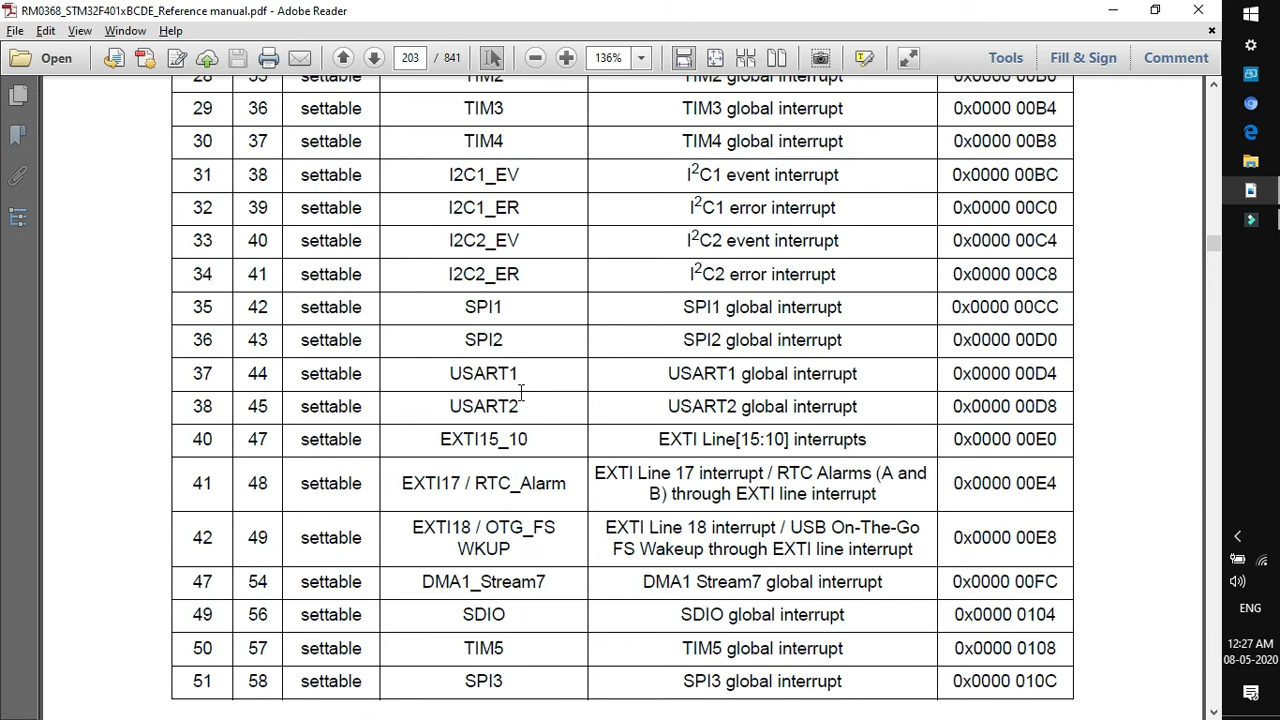 RM0368_STM32F401xBCDE_Reference manual.pdf - Adobe Reader
File Edit View Window Help
Open 203 / 841 136% Tools Fill & Sign Comment
28 35 settable TIM2 TIM2 global interrupt 0x0000 00B0
29 36 settable TIM3 TIM3 global interrupt 0x0000 00B4
30 37 settable TIM4 TIM4 global interrupt 0x0000 00B8
31 38 settable I2C1_EV I²C1 event interrupt 0x0000 00BC
32 39 settable I2C1_ER I²C1 error interrupt 0x0000 00C0
33 40 settable I2C2_EV I²C2 event interrupt 0x0000 00C4
34 41 settable I2C2_ER I²C2 error interrupt 0x0000 00C8
35 42 settable SPI1 SPI1 global interrupt 0x0000 00CC
36 43 settable SPI2 SPI2 global interrupt 0x0000 00D0
37 44 settable USART1 USART1 global interrupt 0x0000 00D4
38 45 settable USART2 USART2 global interrupt 0x0000 00D8
40 47 settable EXTI15_10 EXTI Line[15:10] interrupts 0x0000 00E0
41 48 settable EXTI17 / RTC_Alarm EXTI Line 17 interrupt / RTC Alarms (A and 0x0000 00E4
B) through EXTI line interrupt
42 49 settable EXTI18 / OTG_FS EXTI Line 18 interrupt / USB On-The-Go 0x0000 00E8
WKUP FS Wakeup through EXTI line interrupt
47 54 settable DMA1_Stream7 DMA1 Stream7 global interrupt 0x0000 00FC
49 56 settable SDIO SDIO global interrupt 0x0000 0104
50 57 settable TIM5 TIM5 global interrupt 0x0000 0108
51 58 settable SPI3 SPI3 global interrupt 0x0000 010C
ENG
12:27 AM
08-05-2020